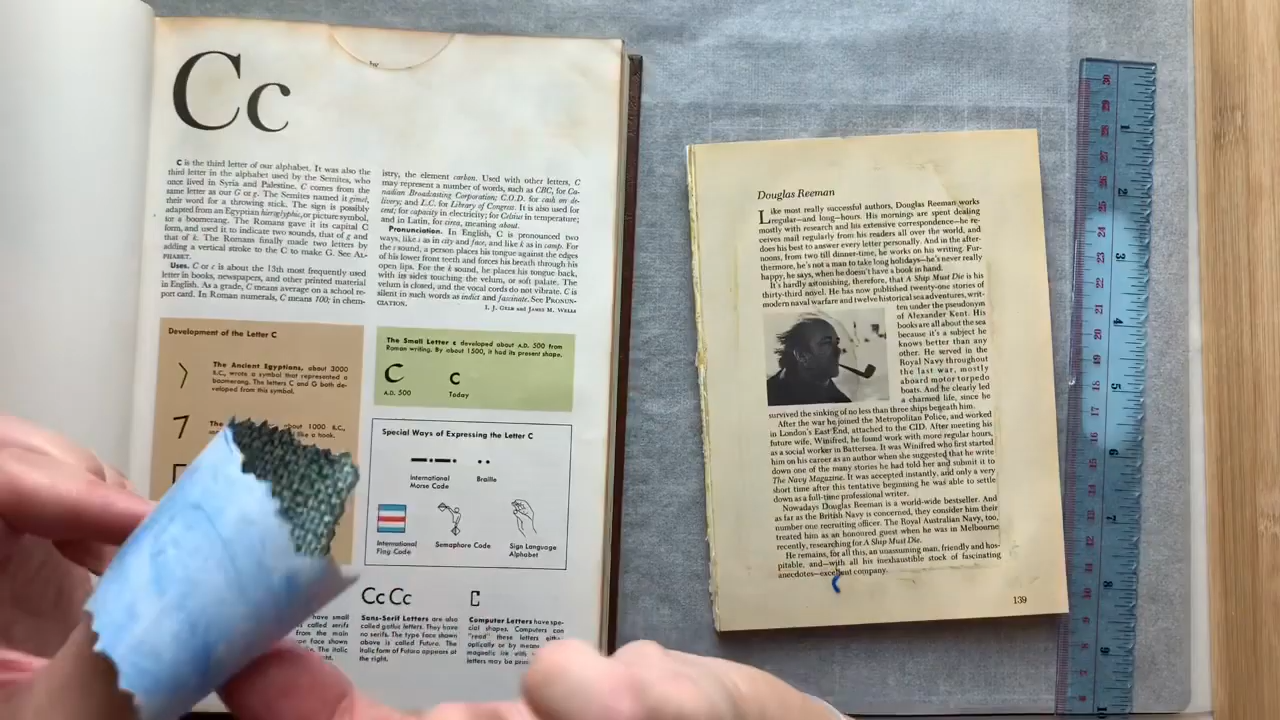 Cc
C is the third letter of our alphabet. It was also the
third letter in the alphabet used by the Semites, who
once lived in Syria and Palestine. C comes from the
same letter as our G or g. The Semites named it gimel,
their word for a throwing stick. The sign is possibly
adapted from an Egyptian hieroglyphic, or picture symbol,
for a boomerang. The Romans gave it its capital C
form, and used it to indicate two sounds, that of g and
that of k. The Romans finally made two letters by
adding a vertical stroke to the C to make G. See AL-
PHABET.
Uses. C or c is about the 13th most frequently used
letter in books, newspapers, and other printed material
in English. As a grade, C means average on a school re-
port card. In Roman numerals, C means 100; in chem-
istry, the element carbon. Used with other letters, C
may represent a number of words, such as CBC, for Ca-
nadian Broadcasting Corporation; C.O.D. for cash on de-
livery; and L.C. for Library of Congress. It is also used for
cent; for capacity in electricity; for Celsius in temperature;
and in Latin, for circa, meaning about.
Pronunciation. In English, C is pronounced two
ways, like s as in city and face, and like k as in camp. For
the s sound, a person places his tongue against the edges
of his lower front teeth and forces his breath through his
open lips. For the k sound, he places his tongue back,
with its sides touching the velum, or soft palate. The
velum is closed, and the vocal cords do not vibrate. C is
silent in such words as indict and fascinate. See PRONUN-
CIATION.
I. J. GELB and JAMES M. WELLS
Development of the Letter C
The Ancient Egyptians, about 3000
B.C., wrote a symbol that represented a
boomerang. The letters C and G both de-
veloped from this symbol.
The
about 1000 B.C.,
like a hook.
The Small Letter c developed about A.D. 500 from
Roman writing. By about 1500, it had its present shape.
C
c
A.D. 500
Today
Special Ways of Expressing the Letter C
International
Morse Code
Braille
International
Flag Code
Semaphore Code
Sign Language
Alphabet
Cc Cc
C
have small
called serifs
from the main
face shown
The italic
Sans-Serif Letters are also
called gothic letters. They have
no serifs. The type face shown
above is called Futura. The
italic form of Futura appears at
the right.
Computer Letters have spe-
cial shapes. Computers can
"read" these letters
optically or by means
magnetic ink
letters may be
Douglas Reeman
Like most really successful authors, Douglas Reeman works
regular—and long—hours. His mornings are spent dealing
mostly with research and his extensive correspondence—he re-
ceives mail regularly from his readers all over the world, and
does his best to answer every letter personally. And in the after-
noons, from two till dinner-time, he works on his writing. Fur-
thermore, he's not a man to take long holidays—he's never really
happy, he says, when he doesn't have a book in hand.
It's hardly astonishing, therefore, that A Ship Must Die is his
thirty-third novel. He has now published twenty-one stories of
modern naval warfare and twelve historical sea adventures, writ-
ten under the pseudonym
of Alexander Kent. His
books are all about the sea
because it's a subject he
knows better than any
other. He served in the
Royal Navy throughout
the last war, mostly
aboard motor torpedo
boats. And he clearly led
a charmed life, since he
survived the sinking of no less than three ships beneath him.
After the war he joined the Metropolitan Police, and worked
in London's East End, attached to the CID. After meeting his
future wife, Winifred, he found work with more regular hours,
as a social worker in Battersea. It was Winifred who first started
him on his career as an author when she suggested that he write
down one of the many stories he had told her and submit it to
The Navy Magazine. It was accepted instantly, and only a very
short time after this tentative beginning he was able to settle
down as a full-time professional writer.
Nowadays Douglas Reeman is a world-wide bestseller. And
as far as the British Navy is concerned, they consider him their
number one recruiting officer. The Royal Australian Navy, too,
treated him as an honoured guest when he was in Melbourne
recently, researching for A Ship Must Die.
He remains, for all this, an unassuming man, friendly and hos-
pitable, and—with all his inexhaustible stock of fascinating
anecdotes—excellent company.
139